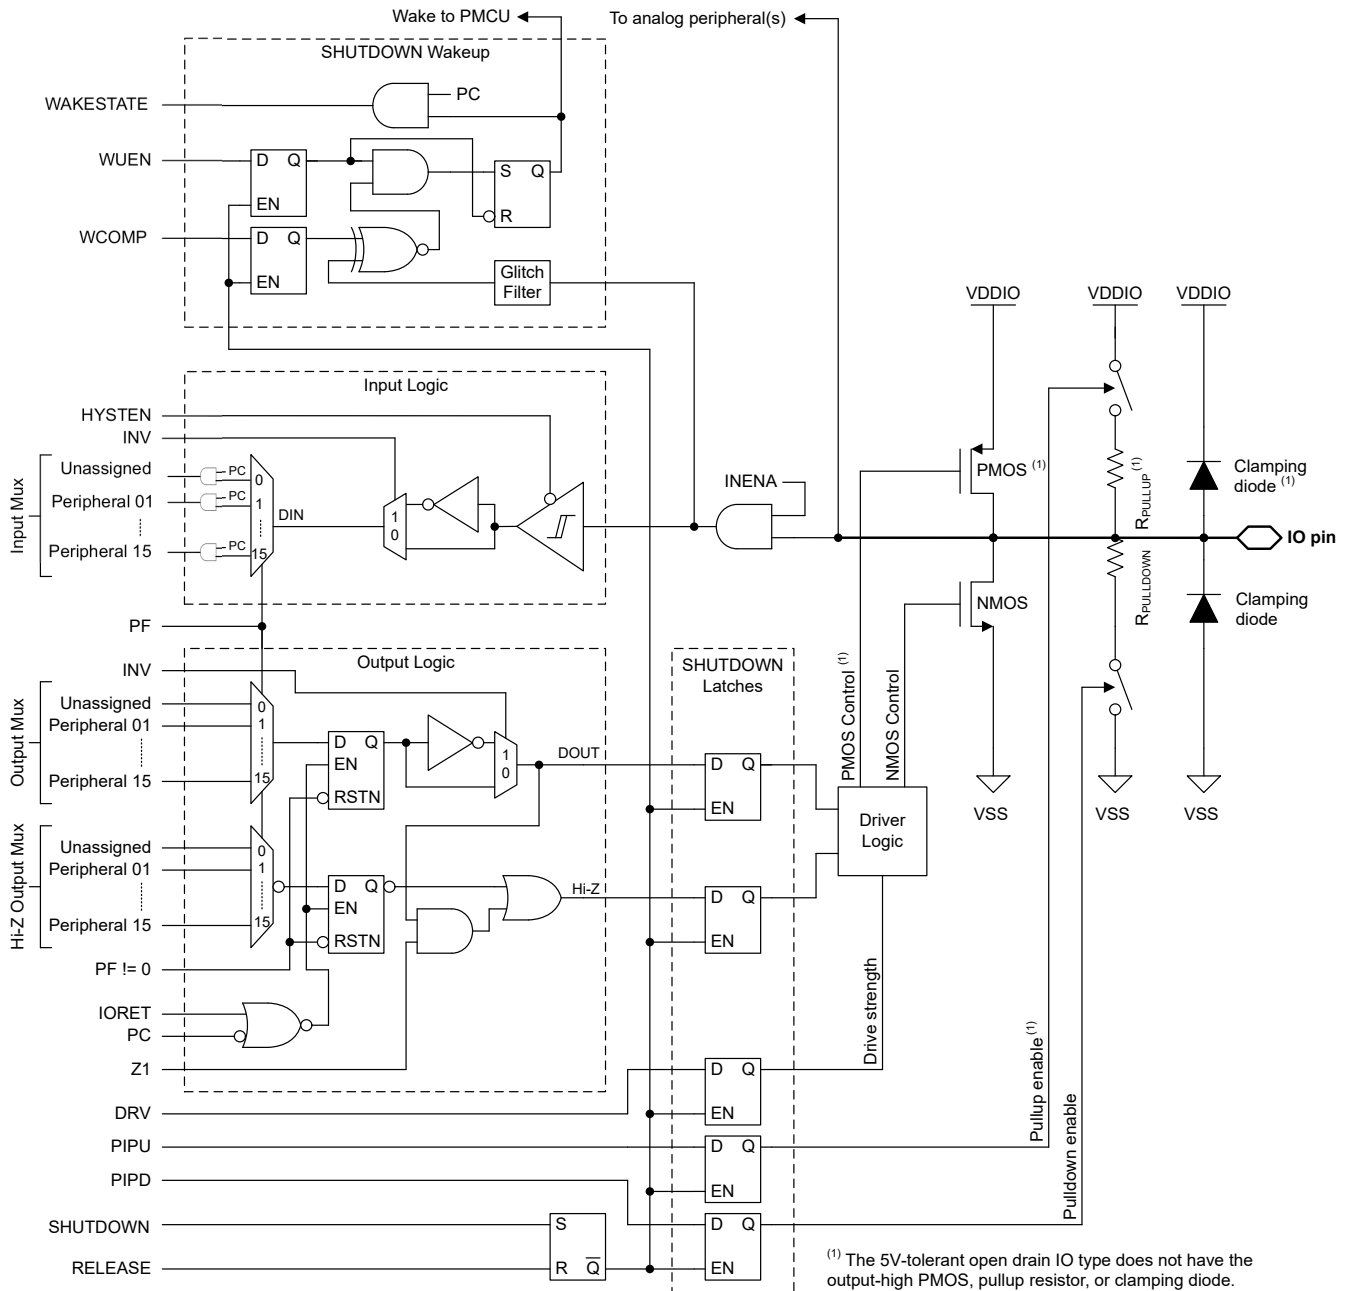 Wake to PMCU
To analog peripheral(s)
SHUTDOWN Wakeup
WAKESTATE
PC
WUEN
D Q
EN
S Q
R
WCOMP
D Q
EN
Glitch
Filter
VDDIO
VDDIO
VDDIO
Input Logic
HYSTEN
INV
Input Mux
Unassigned
PC
0
Peripheral 01
PC
1
Peripheral 15
PC
15
DIN
1
0
INENA
PMOS (1)
RPULLUP (1)
Clamping
diode (1)
IO pin
RPULLDOWN
NMOS
Clamping
diode
PF
INV
Output Logic
SHUTDOWN
Latches
PMOS Control (1)
NMOS Control
Output Mux
Unassigned
0
Peripheral 01
1
Peripheral 15
15
D Q
EN
RSTN
1
0
DOUT
D Q
EN
Driver
Logic
VSS
VSS
VSS
Hi-Z Output Mux
Unassigned
0
Peripheral 01
1
Peripheral 15
15
D Q
EN
RSTN
Hi-Z
D Q
EN
PF != 0
IORET
PC
Z1
Drive strength
Pullup enable (1)
Pulldown enable
DRV
D Q
EN
PIPU
D Q
EN
PIPD
D Q
EN
SHUTDOWN
S
RELEASE
R Q
(1) The 5V-tolerant open drain IO type does not have the
output-high PMOS, pullup resistor, or clamping diode.